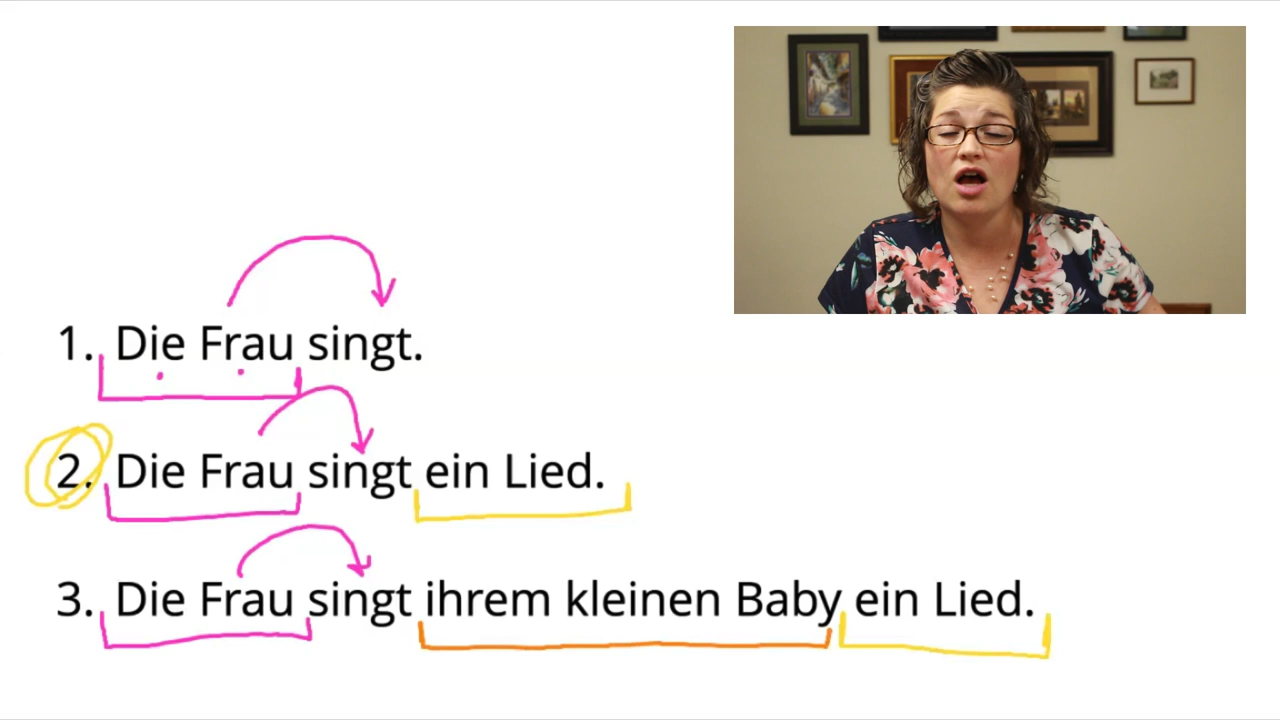 1. Die Frau singt.
2. Die Frau singt ein Lied.
3. Die Frau singt ihrem kleinen Baby ein Lied.